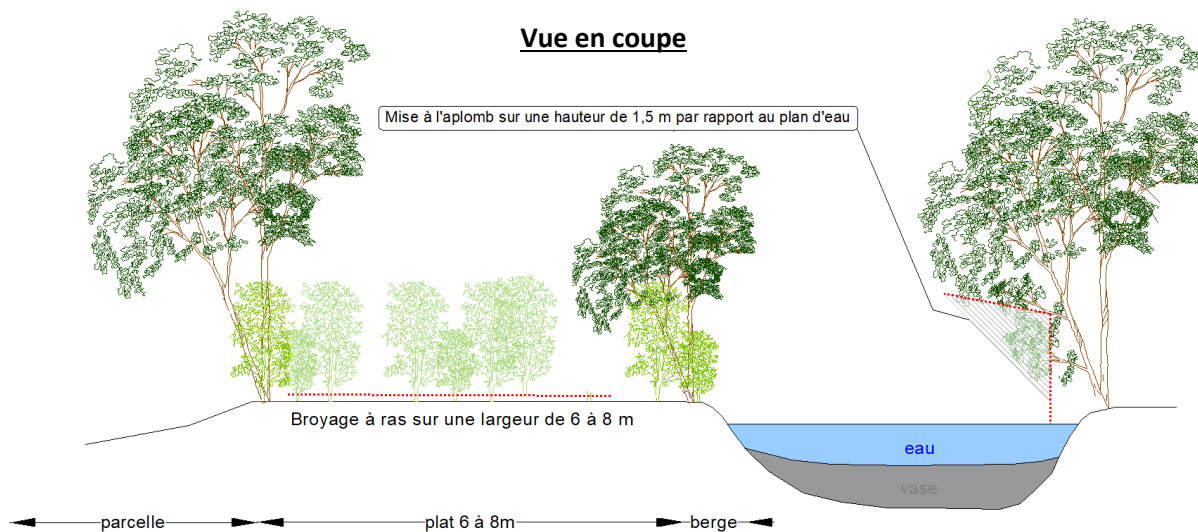 Vue en coupe
Mise à l'aplomb sur une hauteur de 1,5 m par rapport au plan d'eau
Broyage à ras sur une largeur de 6 à 8 m
eau
vase
parcelle
plat 6 à 8m
berge